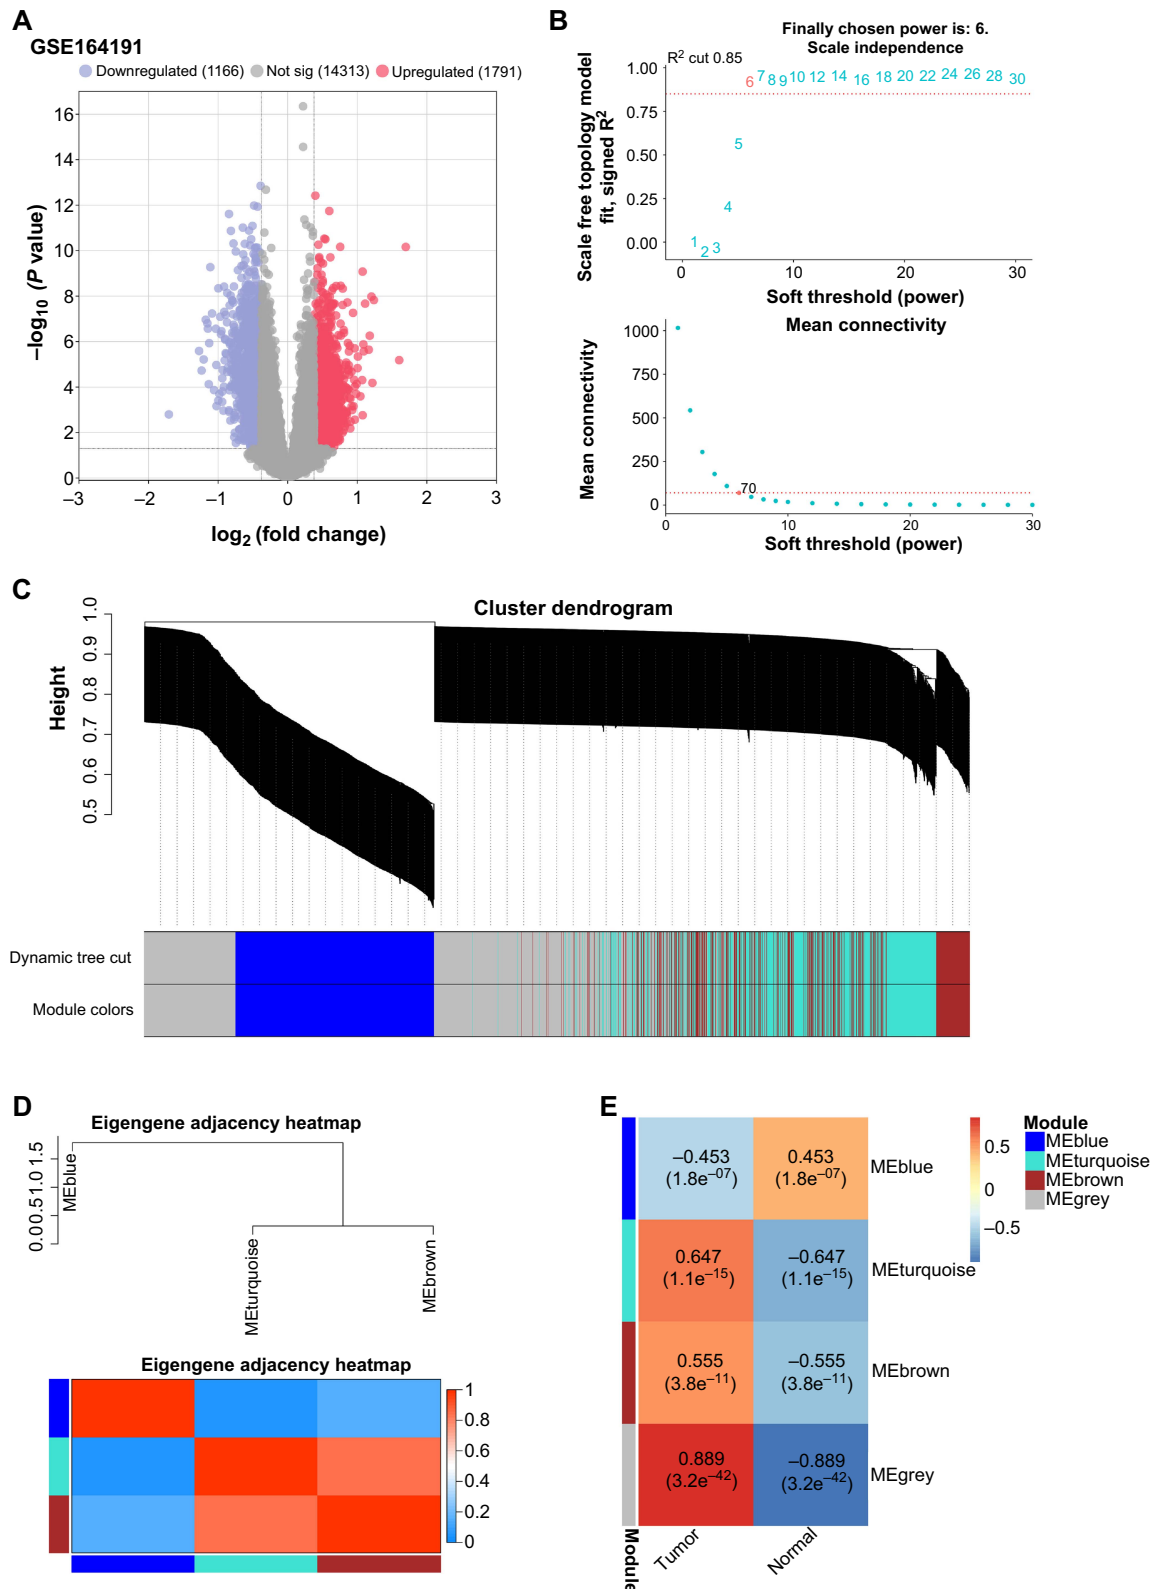 A
GSE164191
Downregulated (1166) Not sig (14313) Upregulated (1791)
16
14
12
10
8
6
4
2
0
–log10 (P value)
–3 –2 –1 0 1 2 3
log2 (fold change)
B
Finally chosen power is: 6.
Scale independence
R2 cut 0.85
1.00
0.75
0.50
0.25
0.00
Scale free topology model
fit, signed R2
1 2 3 4 5 6 7 8 9 10 12 14 16 18 20 22 24 26 28 30
0 10 20 30
Soft threshold (power)
Mean connectivity
1000
750
500
250
0
Mean connectivity
70
0 10 20 30
Soft threshold (power)
C
Cluster dendrogram
1.0
0.9
0.8
0.7
0.6
0.5
Height
Dynamic tree cut
Module colors
D
Eigengene adjacency heatmap
0.0 0.5 1.0 1.5
MEblue
MEturquoise
MEbrown
Eigengene adjacency heatmap
1
0.8
0.6
0.4
0.2
0
E
–0.453 0.453
(1.8e–07) (1.8e–07)
MEblue
0.647 –0.647
(1.1e–15) (1.1e–15)
MEturquoise
0.555 –0.555
(3.8e–11) (3.8e–11)
MEbrown
0.889 –0.889
(3.2e–42) (3.2e–42)
MEgrey
Module
Tumor
Normal
0.5
0
–0.5
Module
MEblue
MEturquoise
MEbrown
MEgrey